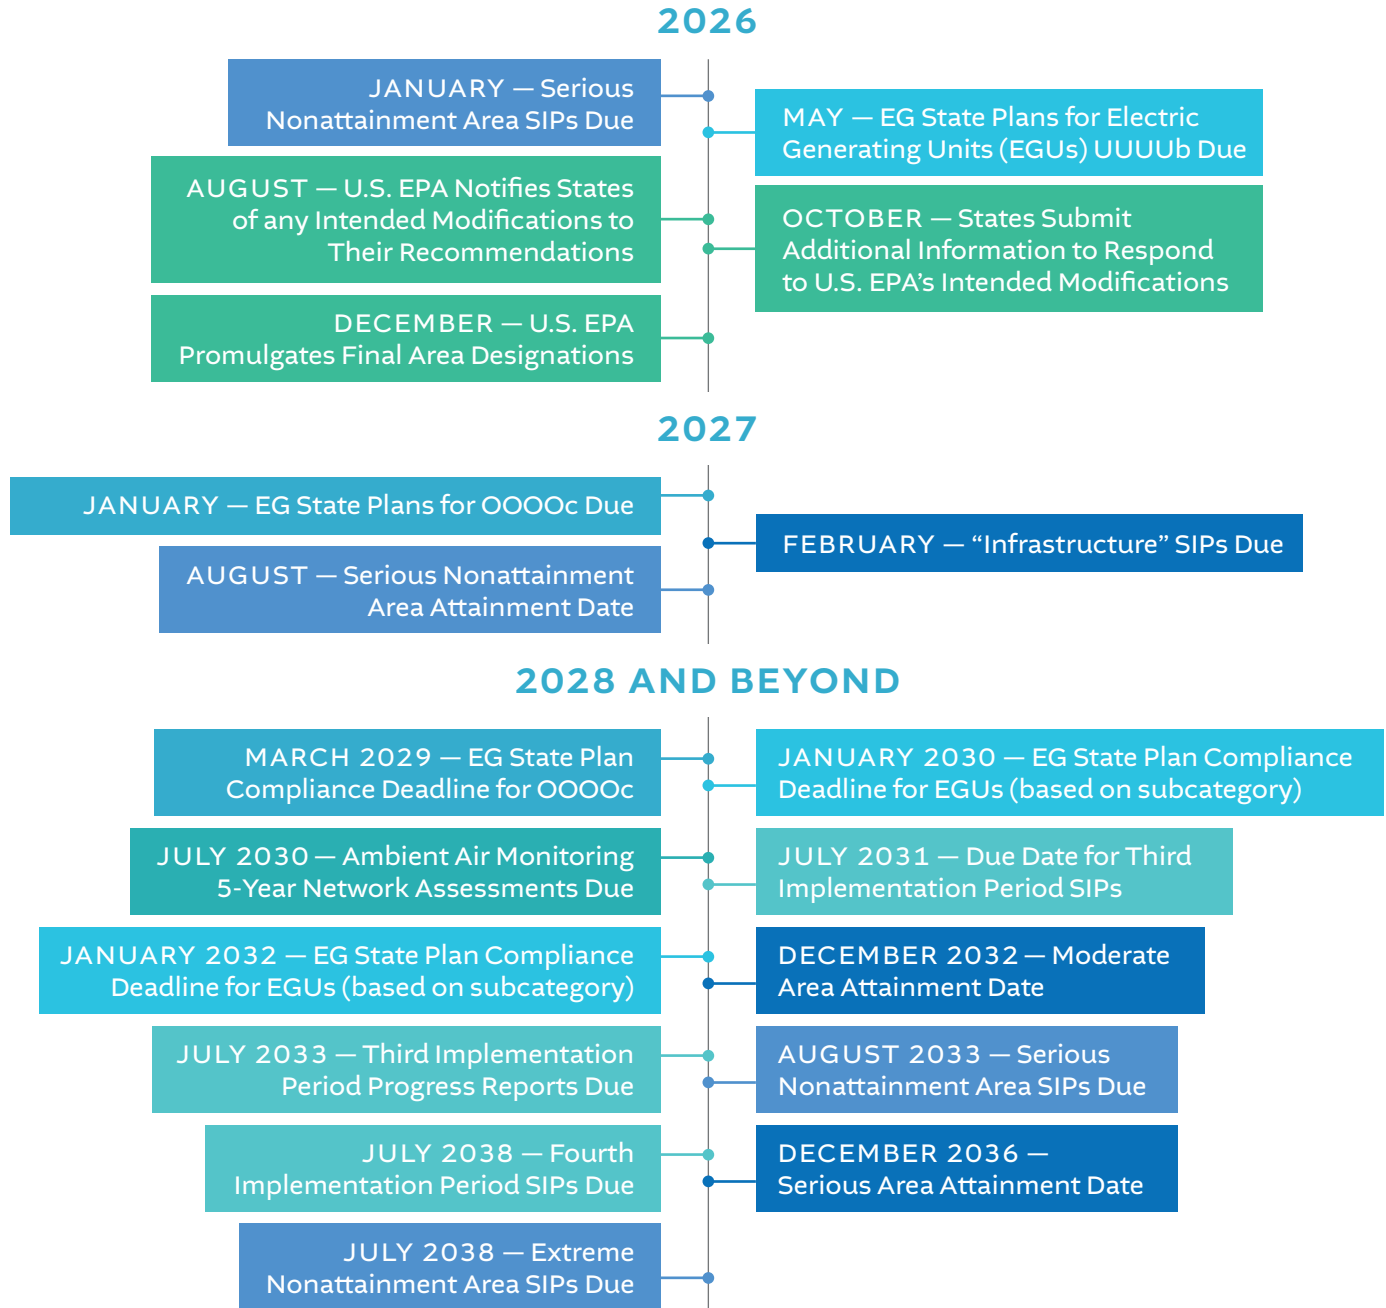 2026
JANUARY — Serious
Nonattainment Area SIPs Due
MAY — EG State Plans for Electric
Generating Units (EGUs) UUUUb Due
AUGUST — U.S. EPA Notifies States
of any Intended Modifications to
Their Recommendations
OCTOBER — States Submit
Additional Information to Respond
to U.S. EPA’s Intended Modifications
DECEMBER — U.S. EPA
Promulgates Final Area Designations
2027
JANUARY — EG State Plans for OOOOc Due
FEBRUARY — “Infrastructure” SIPs Due
AUGUST — Serious Nonattainment
Area Attainment Date
2028 AND BEYOND
MARCH 2029 — EG State Plan
Compliance Deadline for OOOOc
JANUARY 2030 — EG State Plan Compliance
Deadline for EGUs (based on subcategory)
JULY 2030 — Ambient Air Monitoring
5-Year Network Assessments Due
JULY 2031 — Due Date for Third
Implementation Period SIPs
JANUARY 2032 — EG State Plan Compliance
Deadline for EGUs (based on subcategory)
DECEMBER 2032 — Moderate
Area Attainment Date
JULY 2033 — Third Implementation
Period Progress Reports Due
AUGUST 2033 — Serious
Nonattainment Area SIPs Due
JULY 2038 — Fourth
Implementation Period SIPs Due
DECEMBER 2036 —
Serious Area Attainment Date
JULY 2038 — Extreme
Nonattainment Area SIPs Due